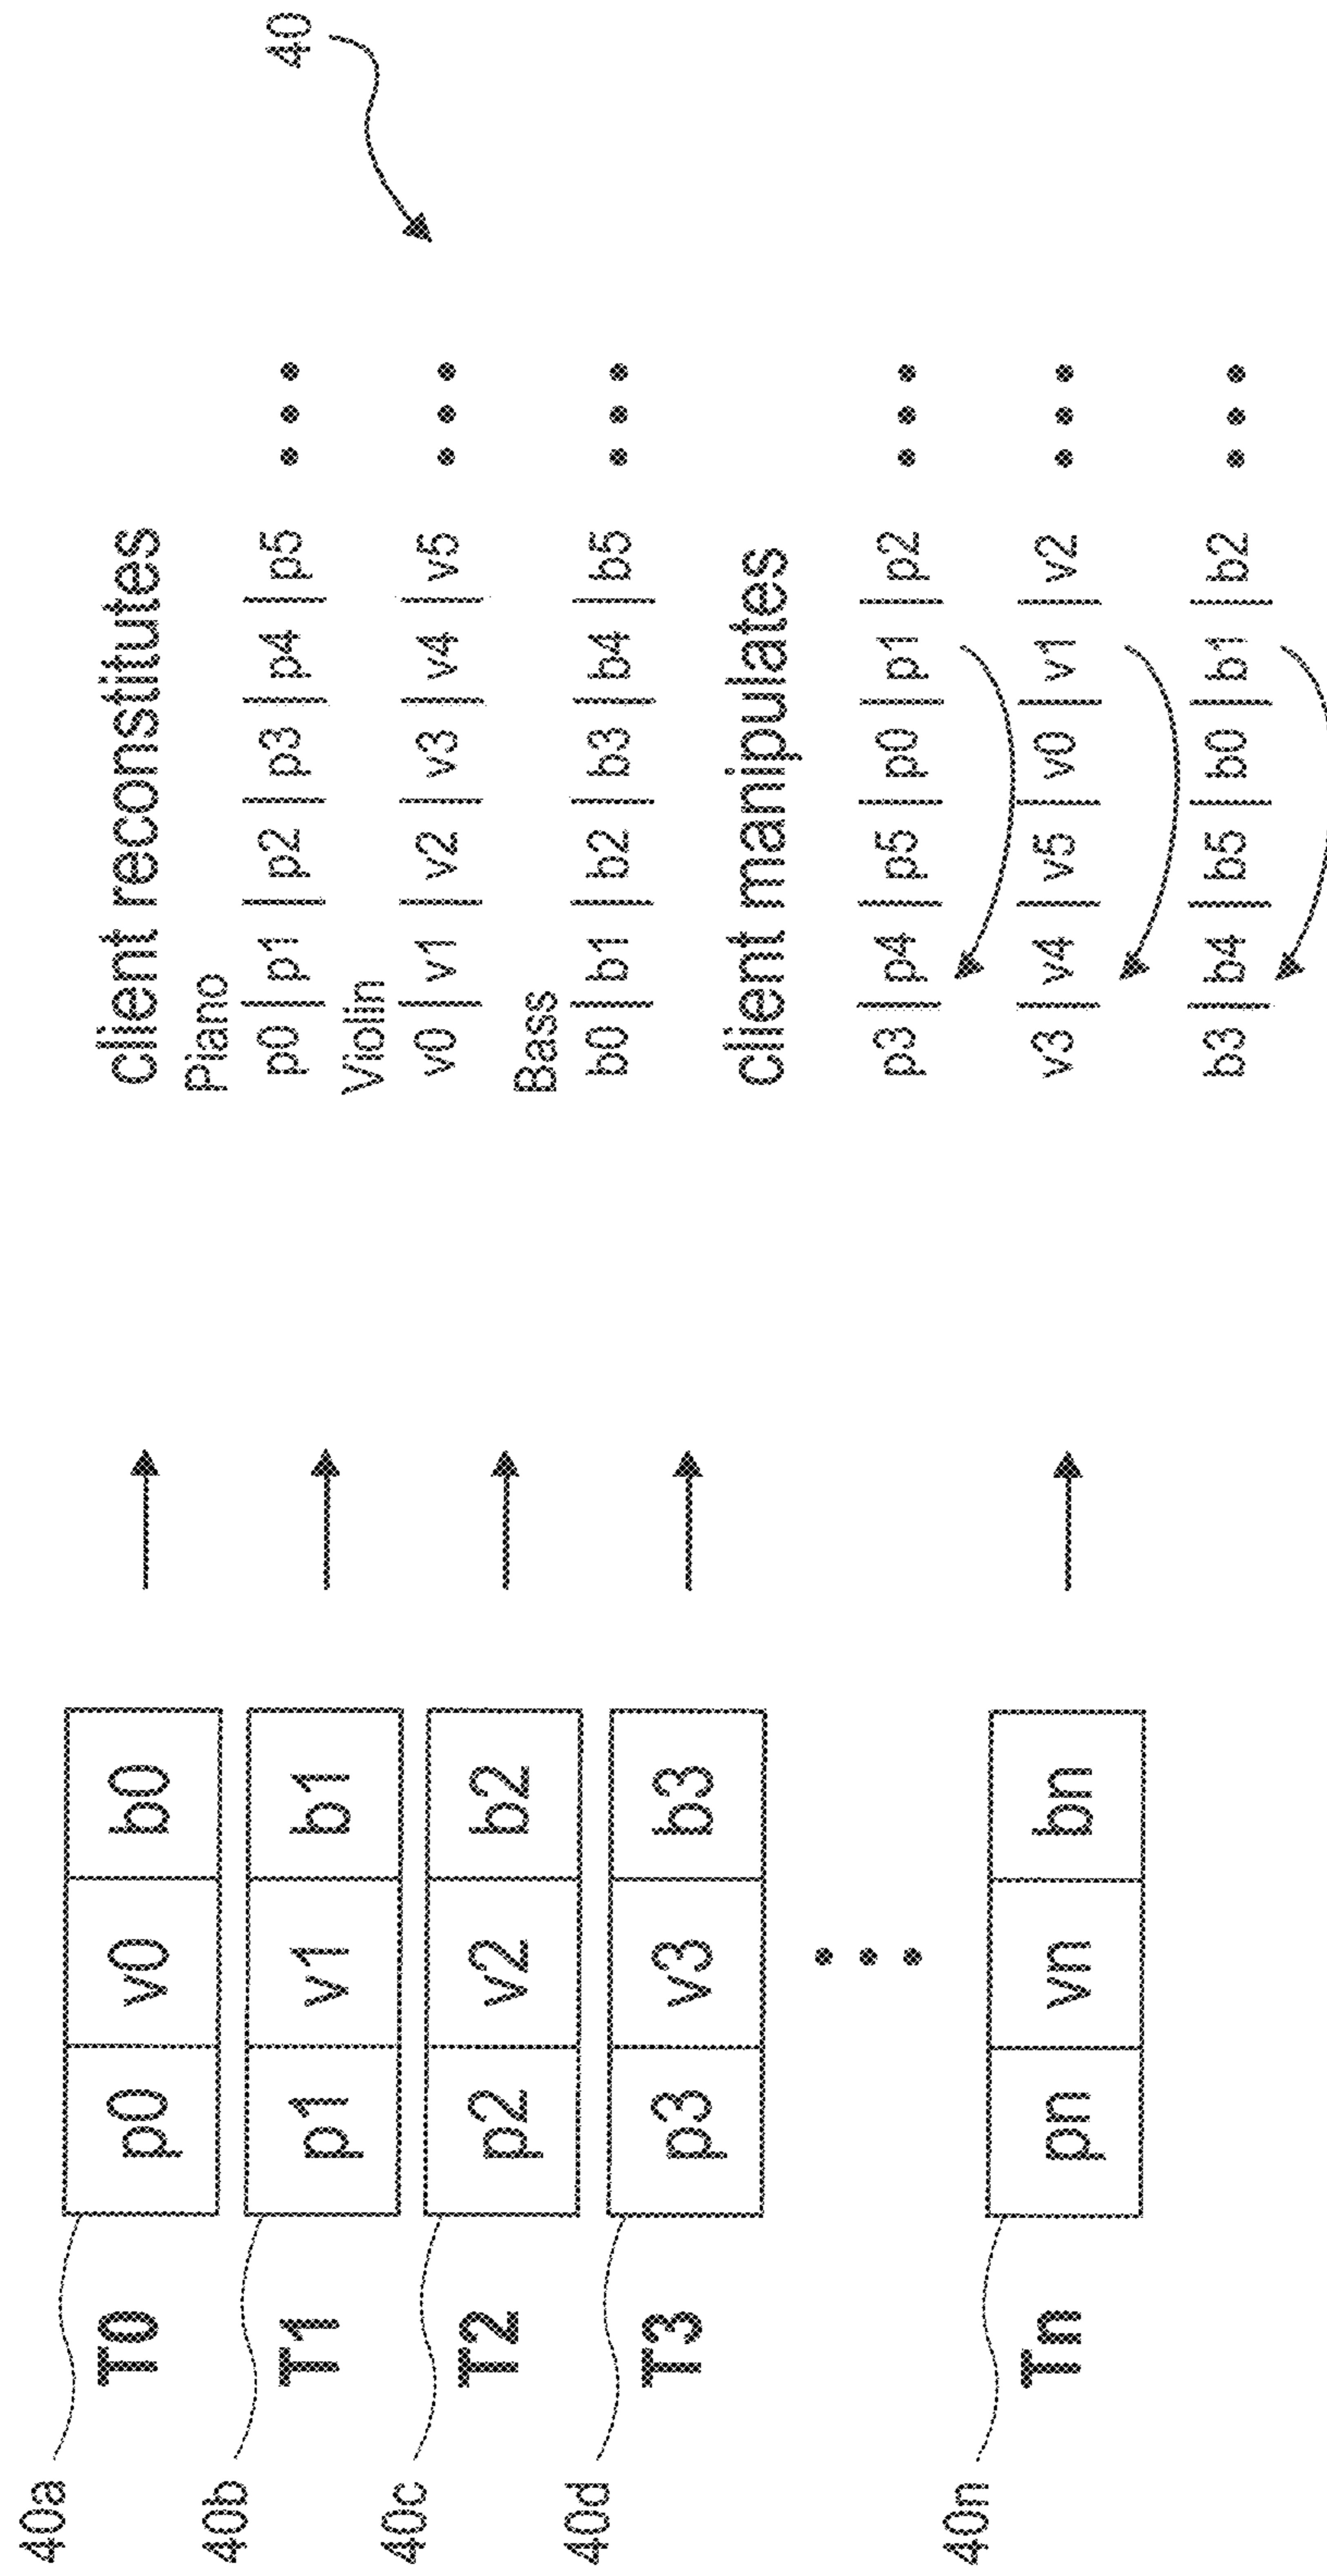 40
40a
T0
p0 v0 b0
40b
T1
p1 v1 b1
40c
T2
p2 v2 b2
40d
T3
p3 v3 b3
40n
Tn
pn vn bn
client reconstitutes
Piano
p0 | p1 | p2 | p3 | p4 | p5
Violin
v0 | v1 | v2 | v3 | v4 | v5
Bass
b0 | b1 | b2 | b3 | b4 | b5
client manipulates
p3 | p4 | p5 | p0 | p1 | p2
v3 | v4 | v5 | v0 | v1 | v2
b3 | b4 | b5 | b0 | b1 | b2